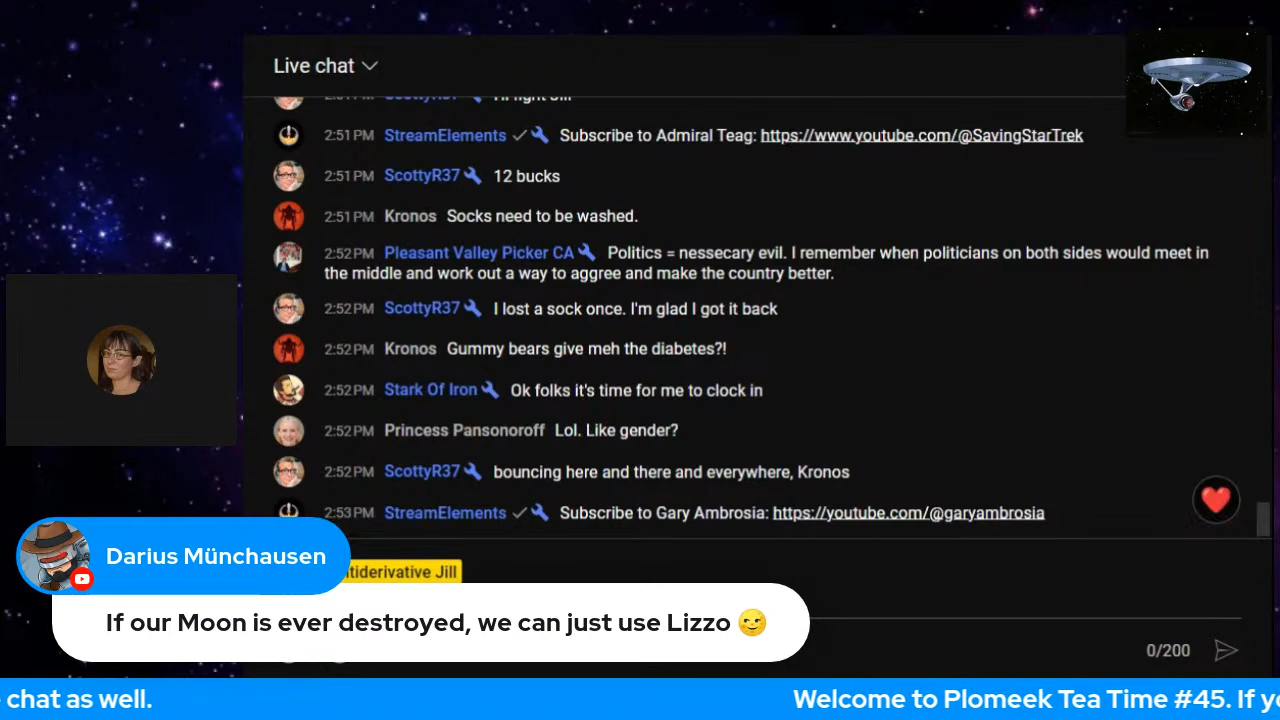 Live chat
2:51 PM StreamElements Subscribe to Admiral Teag: https://www.youtube.com/@SavingStarTrek
2:51 PM ScottyR37 12 bucks
2:51 PM Kronos Socks need to be washed.
2:52 PM Pleasant Valley Picker CA Politics = nessecary evil. I remember when politicians on both sides would meet in
the middle and work out a way to aggree and make the country better.
2:52 PM ScottyR37 I lost a sock once. I'm glad I got it back
2:52 PM Kronos Gummy bears give meh the diabetes?!
2:52 PM Stark Of Iron Ok folks it's time for me to clock in
2:52 PM Princess Pansonoroff Lol. Like gender?
2:52 PM ScottyR37 bouncing here and there and everywhere, Kronos
2:53 PM StreamElements Subscribe to Gary Ambrosia: https://youtube.com/@garyambrosia
Darius Münchausen
tiderivative Jill
If our Moon is ever destroyed, we can just use Lizzo 🌝
0/200
chat as well. Welcome to Plomeek Tea Time #45. If yo